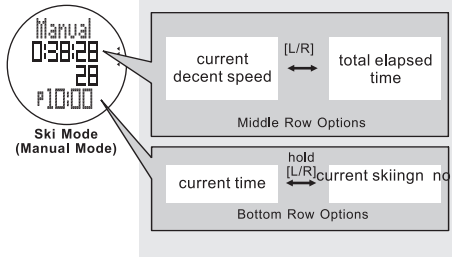 Manual
0:38:28
28
P10:00
Ski Mode
(Manual Mode)
current
decent speed
[L/R]
total elapsed
time
Middle Row Options
current time
hold
[L/R]
current skiingn no
Bottom Row Options